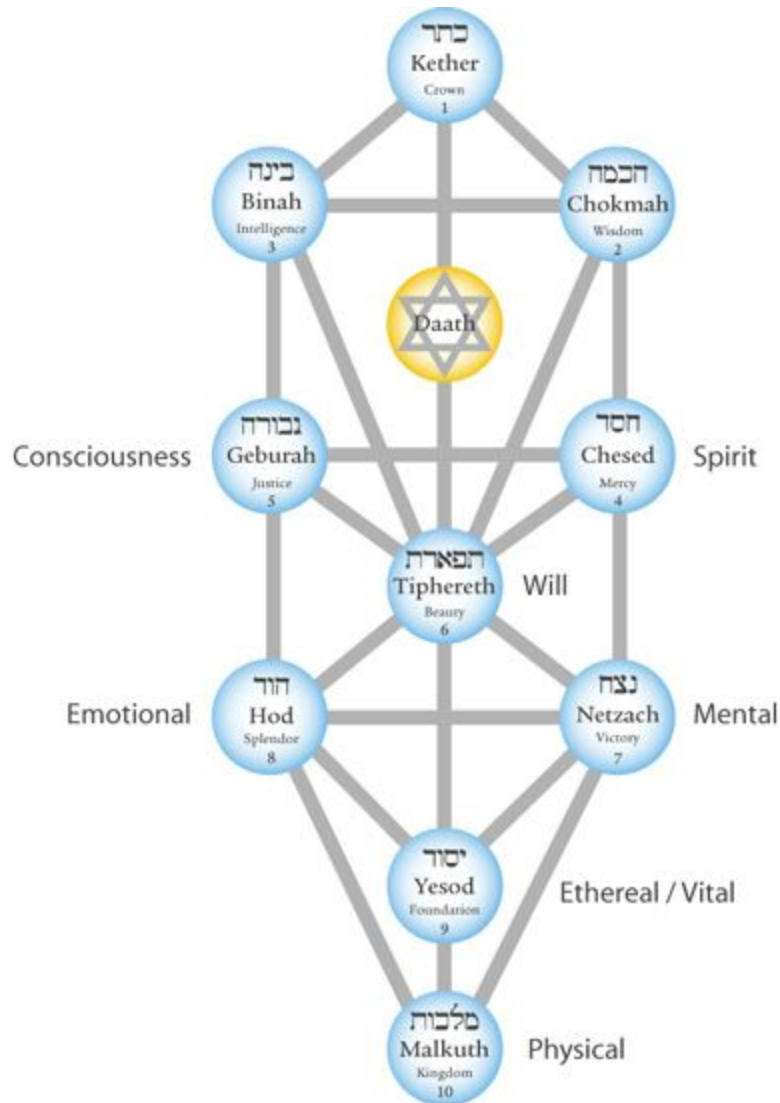 כתר
Kether
Crown
1
בינה
Binah
Intelligence
3
הכמה
Chokmah
Wisdom
2
Daath
Consciousness
גבורה
Geburah
Justice
5
חסד
Chesed
Mercy
4
Spirit
תפארת
Tiphereth
Beauty
6
Will
Emotional
הוד
Hod
Splendor
8
נצח
Netzach
Victory
7
Mental
יסוד
Yesod
Foundation
9
Ethereal / Vital
מלכות
Malkuth
Kingdom
10
Physical